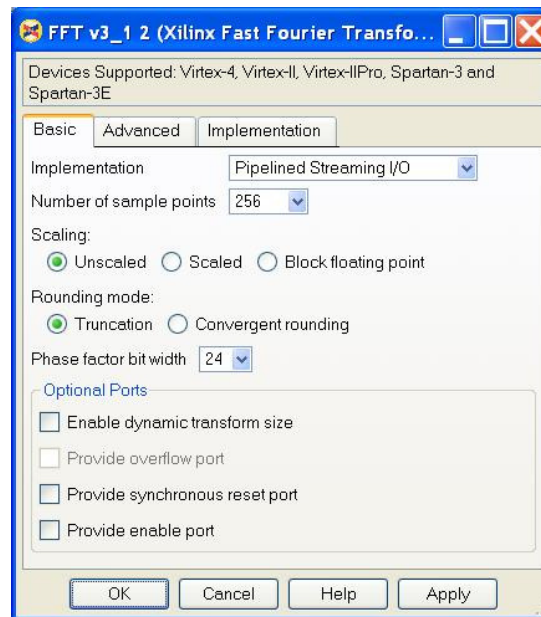 FFT v3_1 2 (Xilinx Fast Fourier Transfo...
Devices Supported: Virtex-4, Virtex-II, Virtex-IIPro, Spartan-3 and
Spartan-3E
Basic Advanced Implementation
Implementation Pipelined Streaming I/O
Number of sample points 256
Scaling:
Unscaled Scaled Block floating point
Rounding mode:
Truncation Convergent rounding
Phase factor bit width 24
Optional Ports
Enable dynamic transform size
Provide overflow port
Provide synchronous reset port
Provide enable port
OK Cancel Help Apply